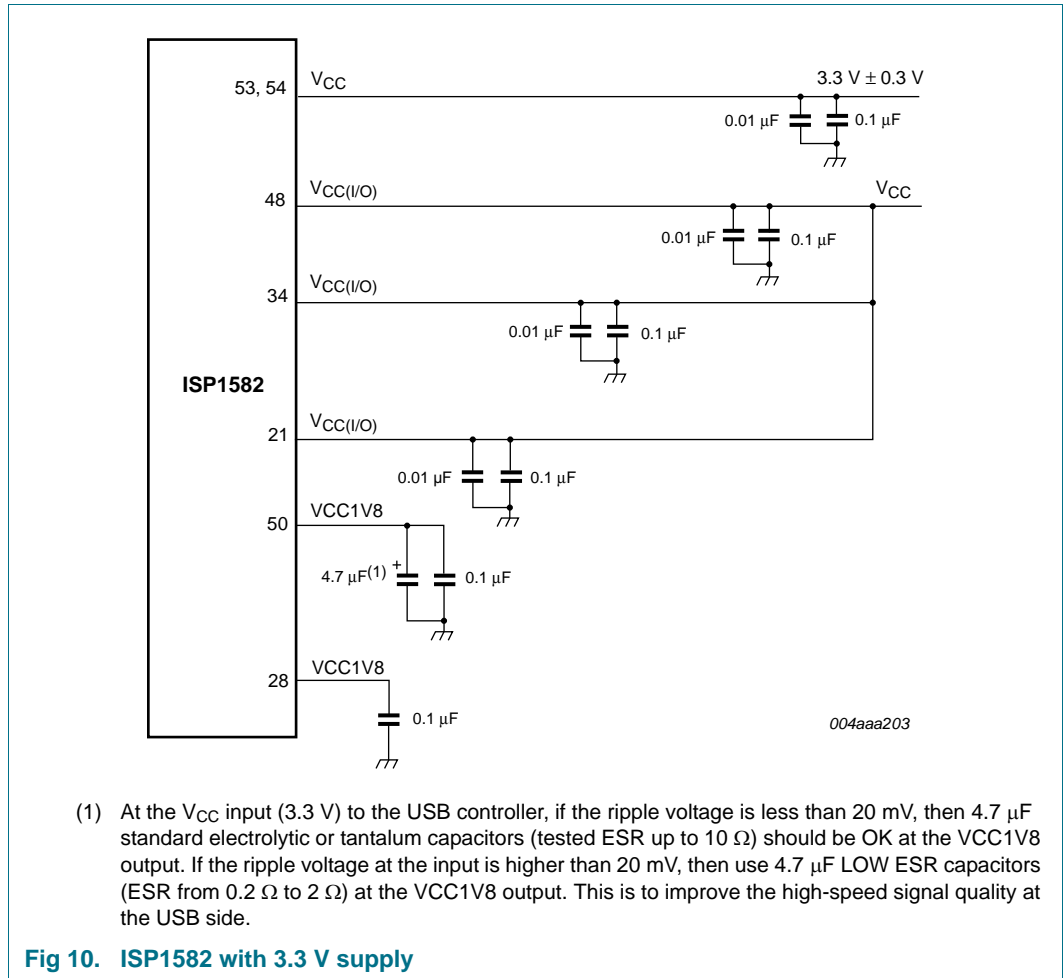 53, 54
VCC
3.3 V ± 0.3 V
0.01 μF
0.1 μF
48
VCC(I/O)
VCC
0.01 μF
0.1 μF
34
VCC(I/O)
0.01 μF
0.1 μF
ISP1582
21
VCC(I/O)
0.01 μF
0.1 μF
50
VCC1V8
4.7 μF(1)
+
0.1 μF
28
VCC1V8
0.1 μF
004aaa203
(1) At the VCC input (3.3 V) to the USB controller, if the ripple voltage is less than 20 mV, then 4.7 μF
standard electrolytic or tantalum capacitors (tested ESR up to 10 Ω) should be OK at the VCC1V8
output. If the ripple voltage at the input is higher than 20 mV, then use 4.7 μF LOW ESR capacitors
(ESR from 0.2 Ω to 2 Ω) at the VCC1V8 output. This is to improve the high-speed signal quality at
the USB side.
Fig 10. ISP1582 with 3.3 V supply